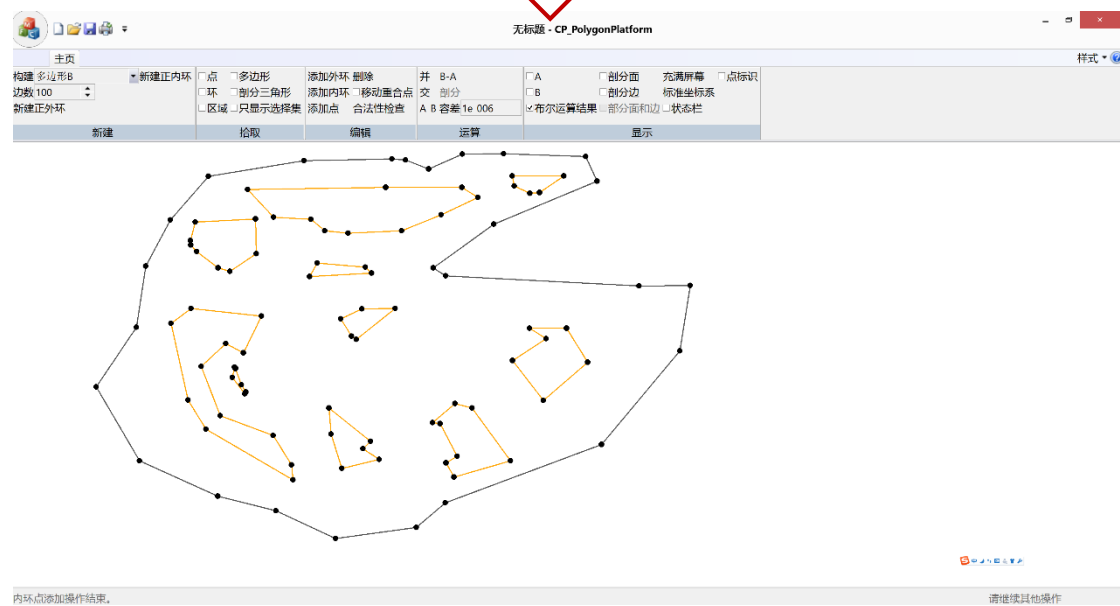 无标题 - CP_PolygonPlatform
主页
样式
构建 多边形B 新建正内环 点 多边形 添加外环 删除 并 B-A A 剖分面 充满屏幕 点标识
边数 100 环 剖分三角形 添加内环 移动重合点 交 剖分 B 剖分边 标准坐标系
新建正外环 区域 只显示选择集 添加点 合法性检查 A B 容差 1e 006 布尔运算结果 部分面和边 状态栏
新建 拾取 编辑 运算 显示
内环点添加操作结束。 请继续其他操作